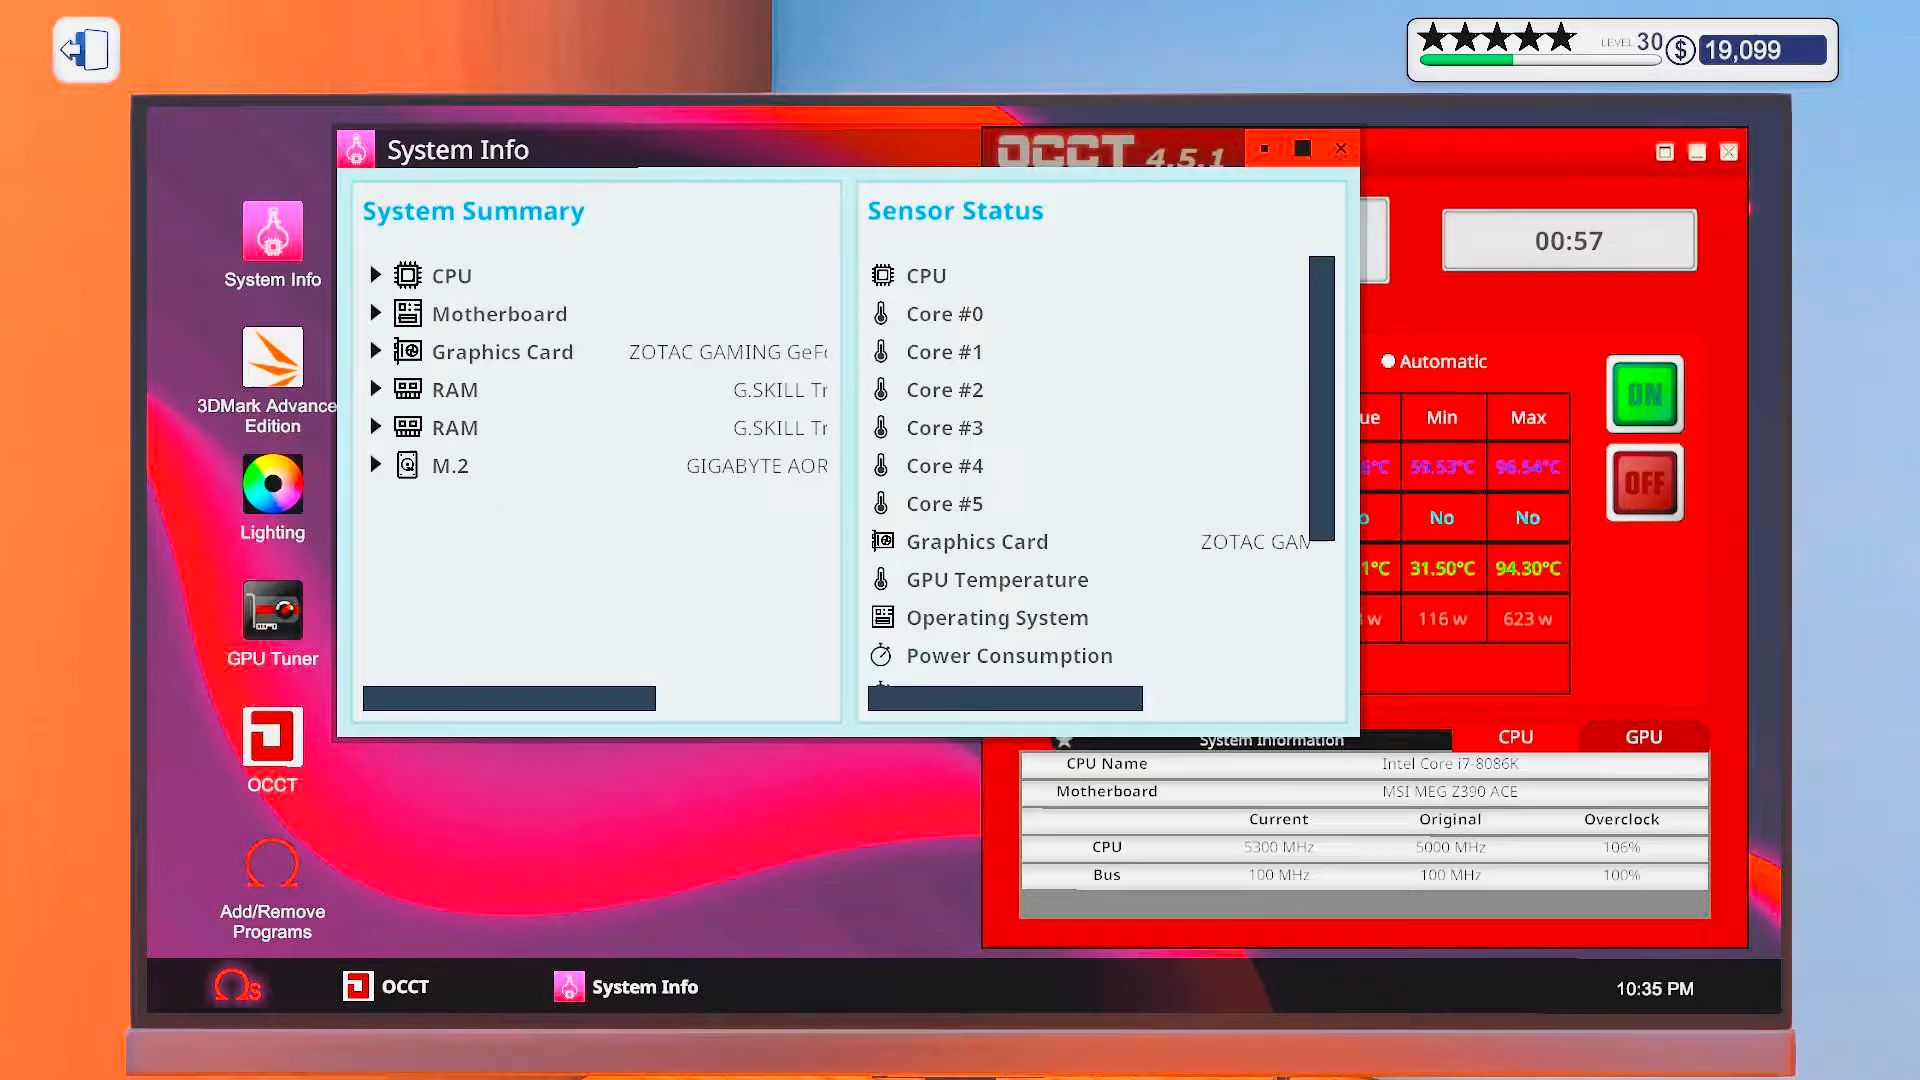 LEVEL 30
$ 19,099
System Info
OCCT 4.5.1
System Summary
CPU
Motherboard
Graphics Card ZOTAC GAMING GeF
RAM G.SKILL Tr
RAM G.SKILL Tr
M.2 GIGABYTE AOR
Sensor Status
CPU
Core #0
Core #1
Core #2
Core #3
Core #4
Core #5
Graphics Card ZOTAC GAM
GPU Temperature
Operating System
Power Consumption
00:57
Automatic
ON
OFF
ue Min Max
6°C 59.53°C 96.54°C
o No No
1°C 31.50°C 94.30°C
w 116 w 623 w
System Information CPU GPU
CPU Name Intel Core i7-8086K
Motherboard MSI MEG Z390 ACE
Current Original Overclock
CPU 5300 MHz 5000 MHz 106%
Bus 100 MHz 100 MHz 100%
System Info
3DMark Advance
Edition
Lighting
GPU Tuner
OCCT
Add/Remove
Programs
Ωs
OCCT
System Info
10:35 PM